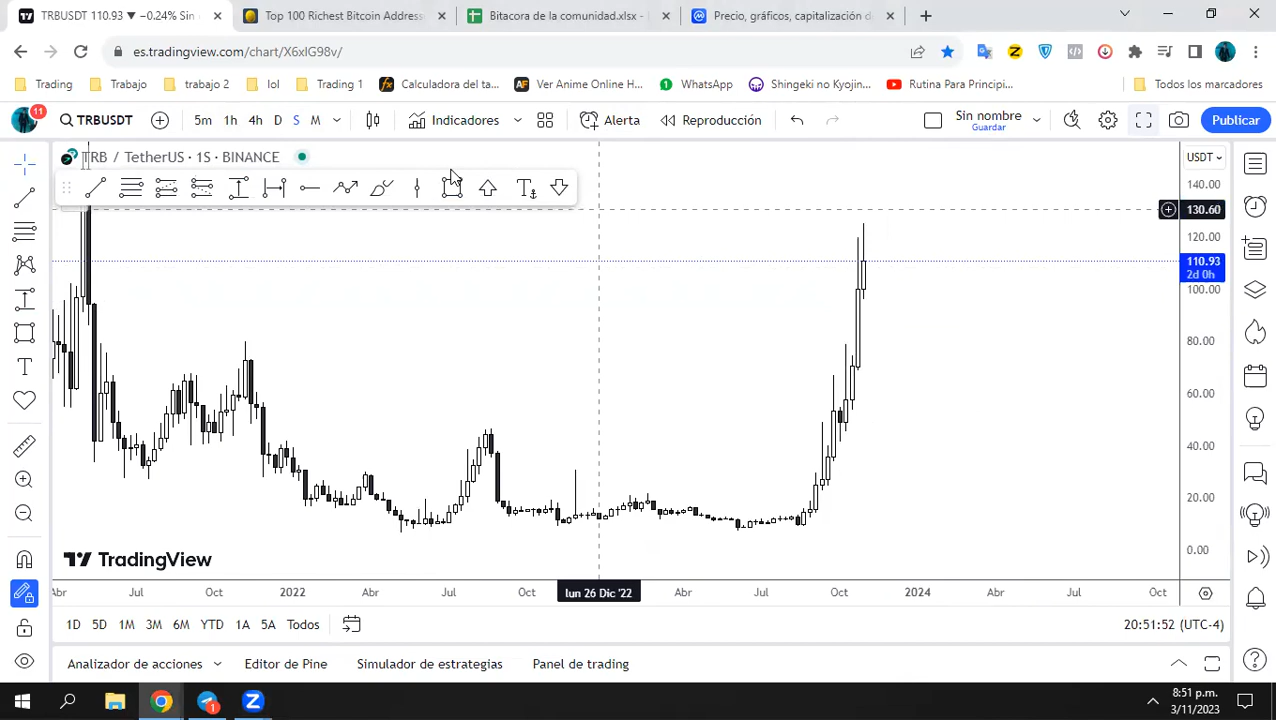 TRBUSDT 110.93 ▼ −0.24% Sin
Top 100 Richest Bitcoin Address
Bitacora de la comunidad.xlsx -
Precio, gráficos, capitalización d
es.tradingview.com/chart/X6xIG98v/
Trading
Trabajo
trabajo 2
lol
Trading 1
Calculadora del ta...
Ver Anime Online H...
WhatsApp
Shingeki no Kyojin...
Rutina Para Principi...
Todos los marcadores
11
TRBUSDT
5m 1h 4h D S M
Indicadores
Alerta
Reproducción
Sin nombre
Guardar
Publicar
TRB / TetherUS · 1S · BINANCE
USDT
140.00
130.60
120.00
110.93
2d 0h
100.00
80.00
60.00
40.00
20.00
0.00
TradingView
Abr Jul Oct 2022 Abr Jul Oct lun 26 Dic '22 Abr Jul Oct 2024 Abr Jul Oct
1D 5D 1M 3M 6M YTD 1A 5A Todos
20:51:52 (UTC-4)
Analizador de acciones
Editor de Pine
Simulador de estrategias
Panel de trading
8:51 p.m.
3/11/2023